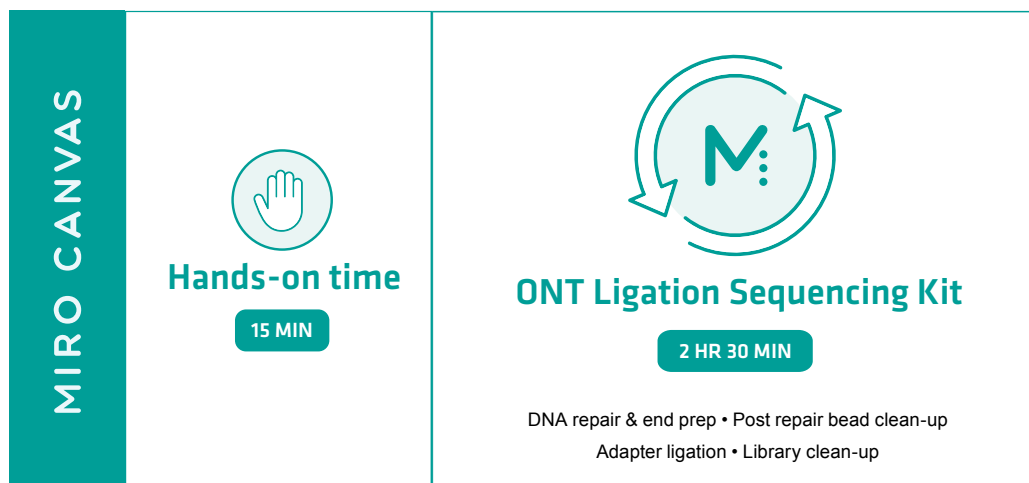 MIRO CANVAS
Hands-on time
15 MIN
M
ONT Ligation Sequencing Kit
2 HR 30 MIN
DNA repair & end prep • Post repair bead clean-up
Adapter ligation • Library clean-up